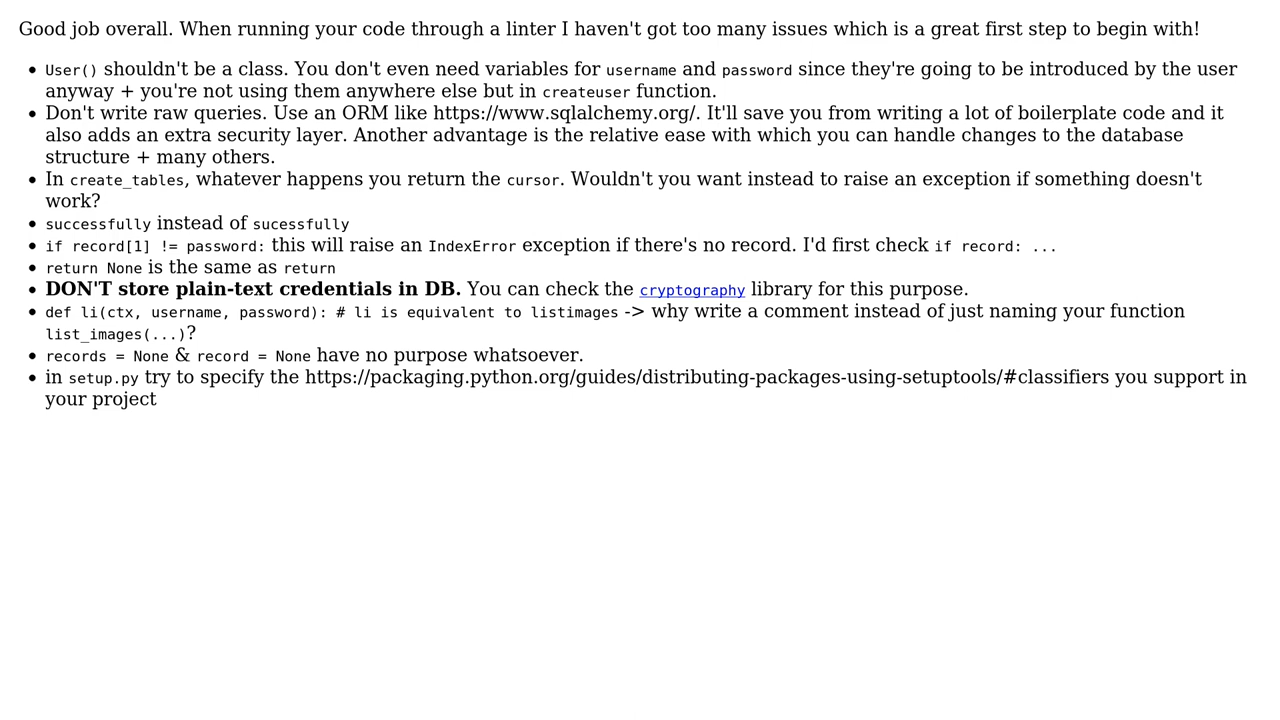 Good job overall. When running your code through a linter I haven't got too many issues which is a great first step to begin with!
• User() shouldn't be a class. You don't even need variables for username and password since they're going to be introduced by the user
anyway + you're not using them anywhere else but in createuser function.
• Don't write raw queries. Use an ORM like https://www.sqlalchemy.org/. It'll save you from writing a lot of boilerplate code and it
also adds an extra security layer. Another advantage is the relative ease with which you can handle changes to the database
structure + many others.
• In create_tables, whatever happens you return the cursor. Wouldn't you want instead to raise an exception if something doesn't
work?
• successfully instead of sucessfully
• if record[1] != password: this will raise an IndexError exception if there's no record. I'd first check if record: ...
• return None is the same as return
• DON'T store plain-text credentials in DB. You can check the cryptography library for this purpose.
• def li(ctx, username, password): # li is equivalent to listimages -> why write a comment instead of just naming your function
list_images(...)?
• records = None & record = None have no purpose whatsoever.
• in setup.py try to specify the https://packaging.python.org/guides/distributing-packages-using-setuptools/#classifiers you support in
your project